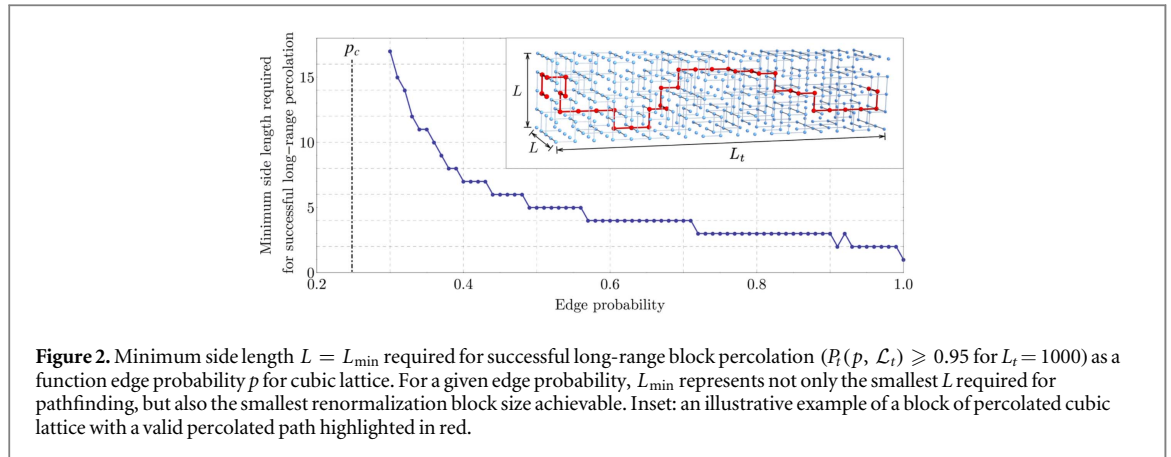 Minimum side length required
for successful long−range percolation
15
10
5
0
p_c
L
L
L_t
0.2
0.4
0.6
0.8
1.0
Edge probability
Figure 2. Minimum side length L = L_min required for successful long-range block percolation (P_t(p, 𝓛_t) ⩾ 0.95 for L_t = 1000) as a
function edge probability p for cubic lattice. For a given edge probability, L_min represents not only the smallest L required for
pathfinding, but also the smallest renormalization block size achievable. Inset: an illustrative example of a block of percolated cubic
lattice with a valid percolated path highlighted in red.